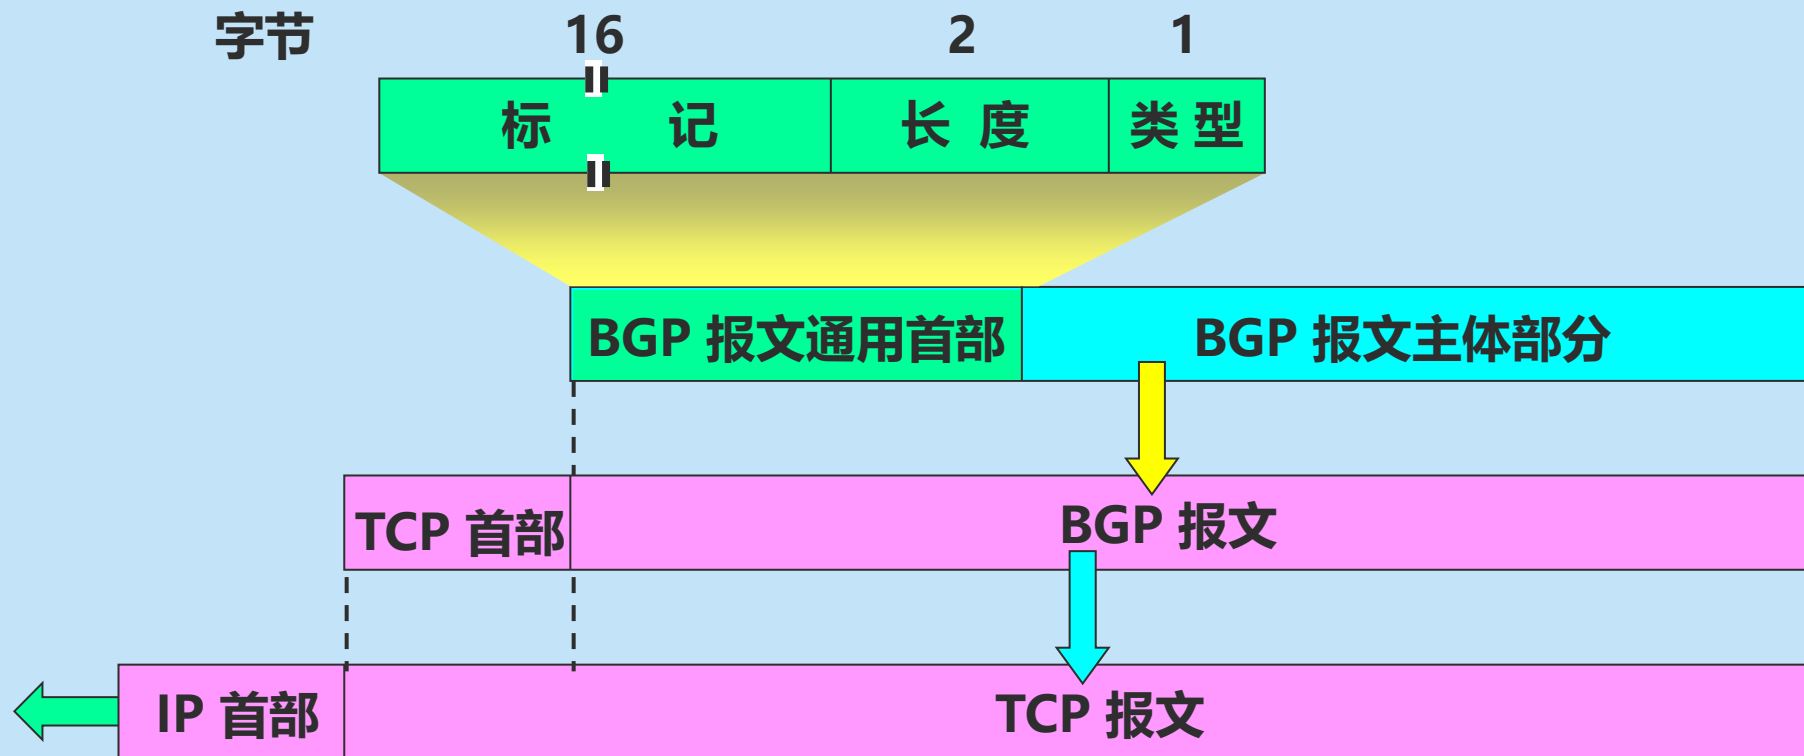 字节 16 2 1
标 记 长 度 类 型
BGP 报文通用首部 BGP 报文主体部分
TCP 首部 BGP 报文
IP 首部 TCP 报文